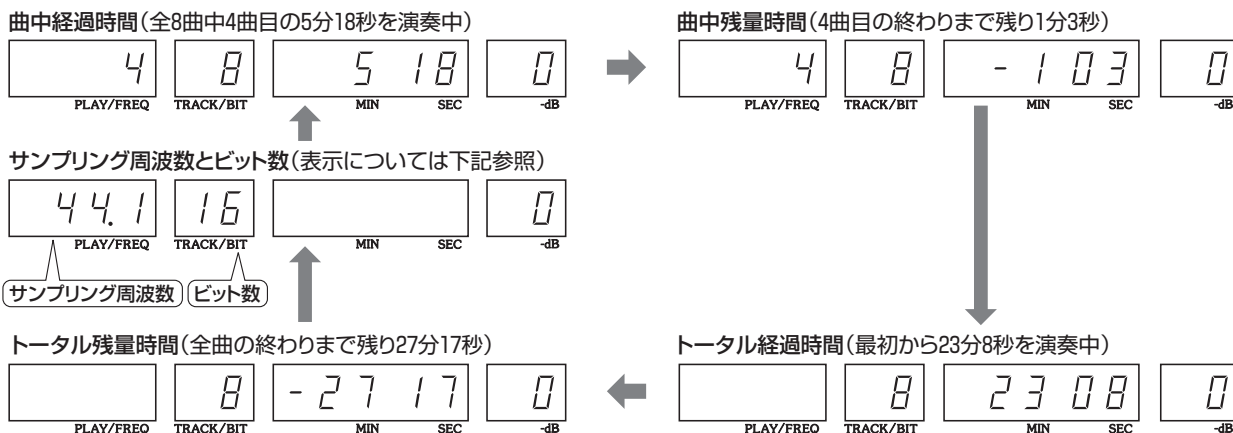 曲中経過時間(全8曲中4曲目の5分18秒を演奏中)
4 8 5 18 0
PLAY/FREQ TRACK/BIT MIN SEC -dB
曲中残量時間(4曲目の終わりまで残り1分3秒)
4 8 - 1 03 0
PLAY/FREQ TRACK/BIT MIN SEC -dB
サンプリング周波数とビット数(表示については下記参照)
44.1 16 0
PLAY/FREQ TRACK/BIT MIN SEC -dB
サンプリング周波数 ビット数
トータル残量時間(全曲の終わりまで残り27分17秒)
8 -27 17 0
PLAY/FREQ TRACK/BIT MIN SEC -dB
トータル経過時間(最初から23分8秒を演奏中)
8 23 08 0
PLAY/FREQ TRACK/BIT MIN SEC -dB